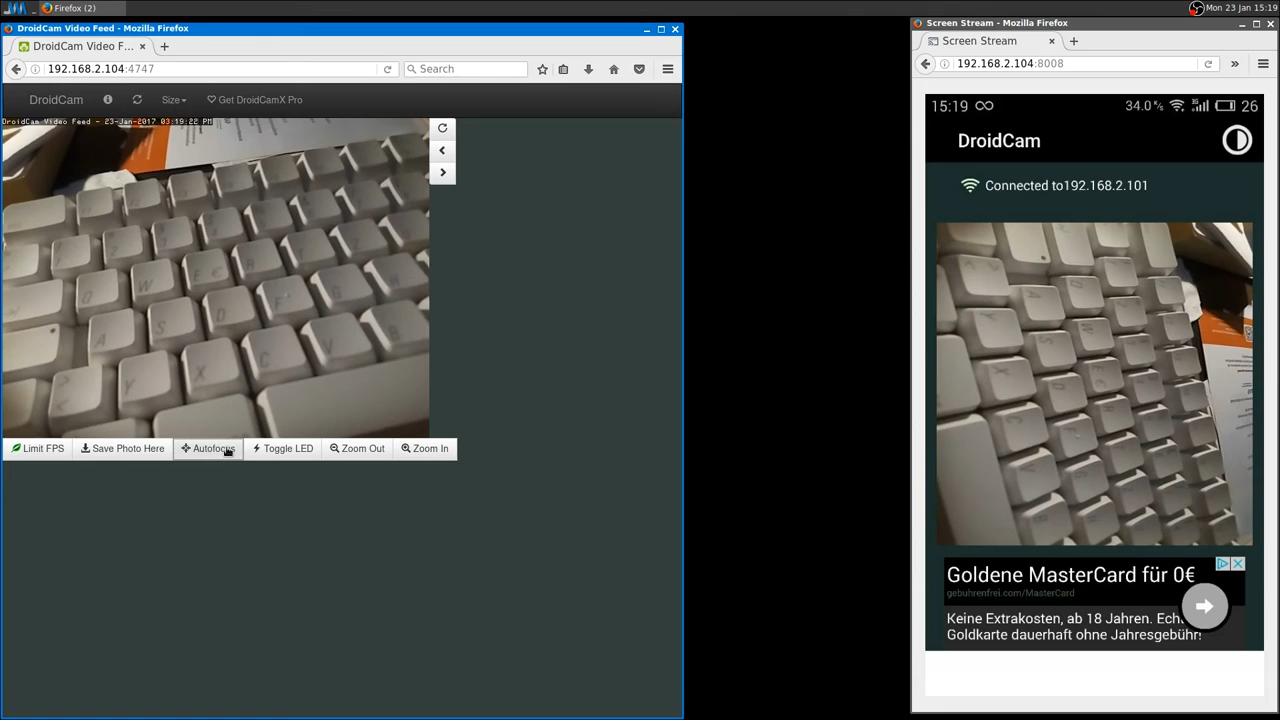 Firefox (2)
Mon 23 Jan 15:19
DroidCam Video Feed - Mozilla Firefox
DroidCam Video F...
192.168.2.104:4747
Search
DroidCam
Size
Get DroidCamX Pro
DroidCam Video Feed - 23-Jan-2017 03:19:22 PM
Q W E €
A S D F G
Y X C V B
Limit FPS
Save Photo Here
Autofocus
Toggle LED
Zoom Out
Zoom In
Screen Stream - Mozilla Firefox
Screen Stream
192.168.2.104:8008
15:19
34.0 K/s
3G
26
DroidCam
Connected to192.168.2.101
Goldene MasterCard für 0€
gebuhrenfrei.com/MasterCard
Keine Extrakosten, ab 18 Jahren. Ech
Goldkarte dauerhaft ohne Jahresgebühr!